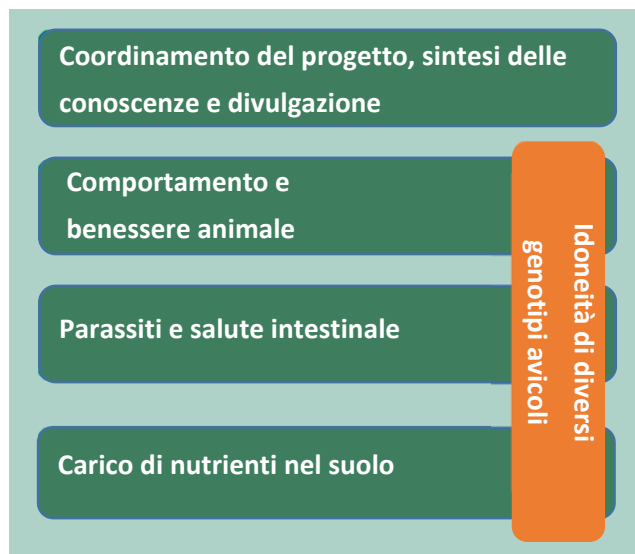 Coordinamento del progetto, sintesi delle
conoscenze e divulgazione
Comportamento e
benessere animale
Parassiti e salute intestinale
Carico di nutrienti nel suolo
Idoneità di diversi
genotipi avicoli